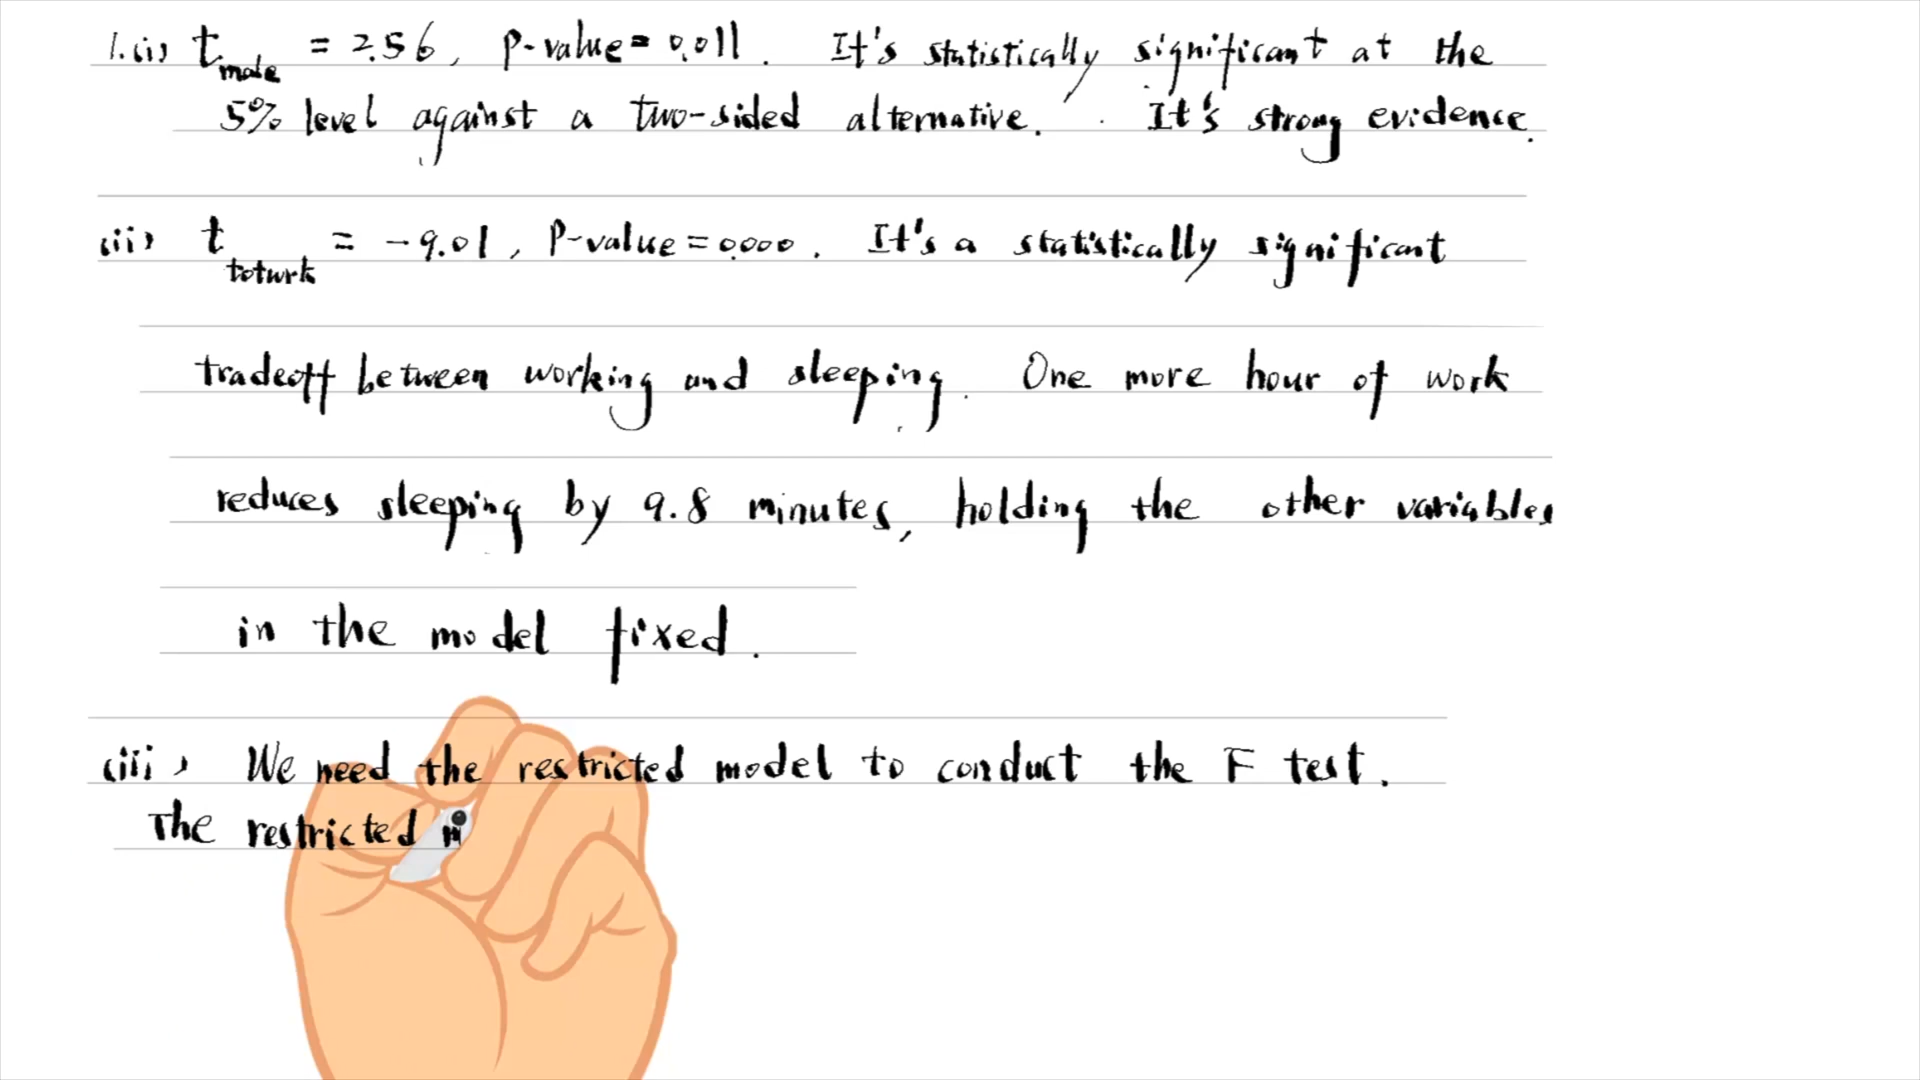 1.(i) t male = 2.56, p-value = 0.011. It's statistically significant at the
5% level against a two-sided alternative. It's strong evidence.
(ii) t totwrk = -9.01, P-value = 0.000. It's a statistically significant
tradeoff between working and sleeping. One more hour of work
reduces sleeping by 9.8 minutes, holding the other variables
in the model fixed.
(iii) We need the restricted model to conduct the F test.
The restricted